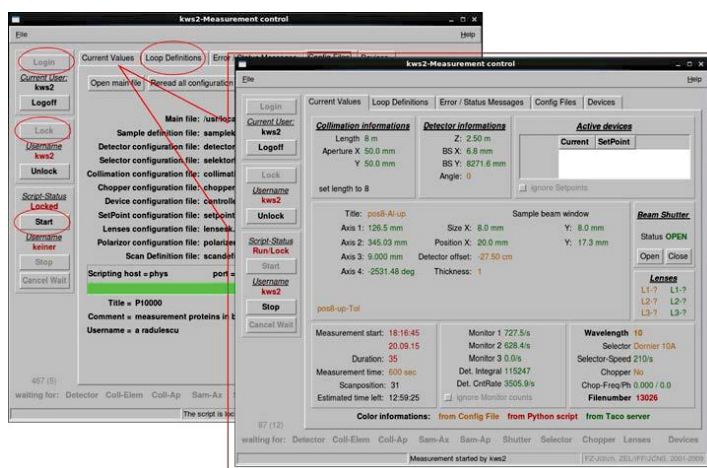 kws2-Measurement control
File
Help
Login
Current User:
kws2
Logoff
Lock
Username
kws2
Unlock
Script-Status
Locked
Start
Username
keiner
Stop
Cancel Wait
467 (5)
Current Values Loop Definitions
Open main file Reread all configuration
Main file: /usr/loca
Sample definition file: samplek
Detector configuration file: detector
Selector configuration file: selektor
Collimation configuration file: collimati
Chopper configuration file: chopper
Device configuration file: controlle
SetPoint configuration file: setpoint
Lenses configuration file: lensesk
Polarizor configuration file: polarize
Scan Definition file: scandefi
Scripting host = phys port =
Title = P10000
Comment = measurement proteins in b
Username = a radulescu
waiting for: Detector Coll-Elem Coll-Ap Sam-Ax
The script is loc
kws2-Measurement control
File
Help
Login
Current User:
kws2
Logoff
Lock
Username
kws2
Unlock
Script-Status
Run/Lock
Start
Username
kws2
Stop
Cancel Wait
87 (12)
Current Values Loop Definitions Error / Status Messages Config Files Devices
Collimation informations
Length 8 m
Aperture X 50.0 mm
Y 50.0 mm
set length to 8
Detector informations
Z: 2.50 m
BS X: 6.8 mm
BS Y: 8271.6 mm
Angle: 0
Active devices
Current SetPoint
ignore Setpoints
Title: pos8-Al-up Sample beam window
Axis 1: 126.5 mm Size X: 8.0 mm Y: 8.0 mm
Axis 2: 345.03 mm Position X: 20.0 mm Y: 17.3 mm
Axis 3: 9.000 mm Detector offset: -27.50 cm
Axis 4: -2531.48 deg Thickness: 1
pos8-up-Tol
Beam Shutter
Status OPEN
Open Close
Lenses
L1-? L1-?
L2-? L2-?
L3-? L3-?
Measurement start: 18:16:45
20.09.15
Duration: 35
Measurement time: 600 sec
Scanposition: 31
Estimated time left: 12:59:25
Monitor 1 727.5/s
Monitor 2 628.4/s
Monitor 3 0.0/s
Det. Integral 115247
Det. CntRate 3505.9/s
ignore Monitor counts
Wavelength 10
Selector Dornier 10A
Selector-Speed 210/s
Chopper No
Chop-Freq/Ph 0.000 / 0.0
Filenumber 13026
Color informations: from Config File from Python script from Taco server
waiting for: Detector Coll-Elem Coll-Ap Sam-Ax Sam-Ap Shutter Selector Chopper Lenses Devices
Measurement started by kws2
FZ-Jülich, ZEL/IFF/JCNS, 2001-2009